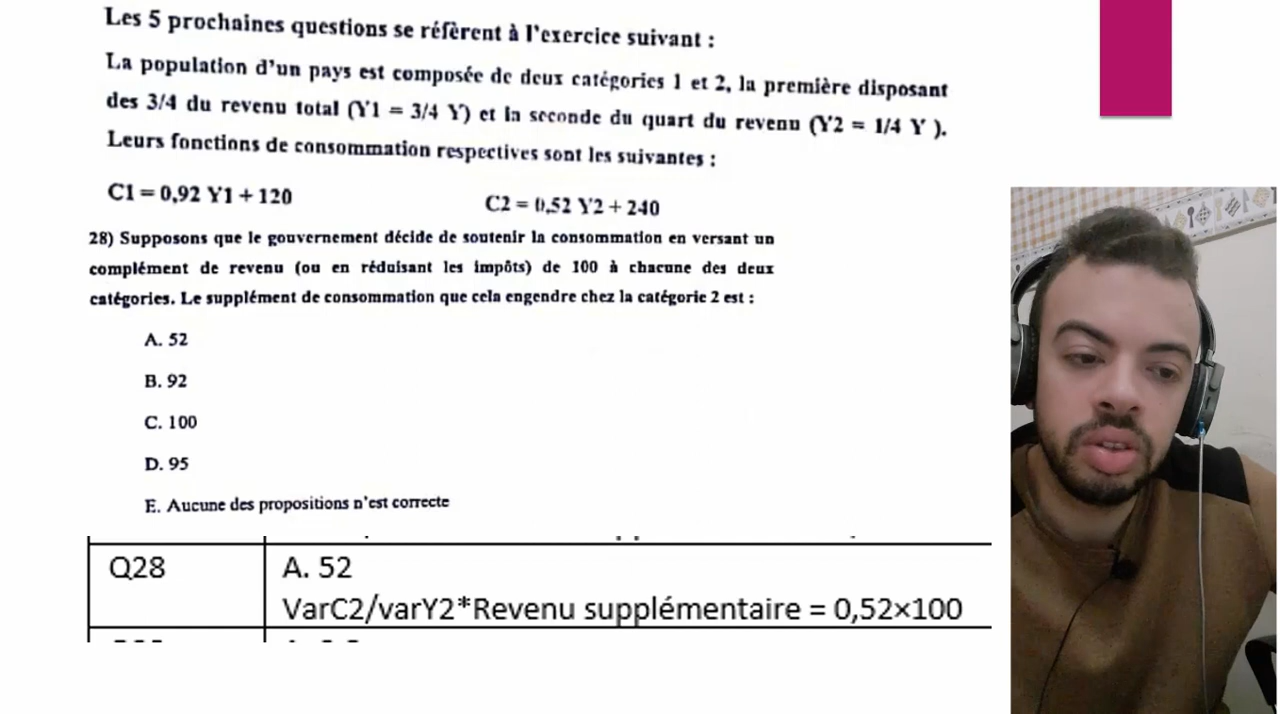 Les 5 prochaines questions se réfèrent à l'exercice suivant :
La population d'un pays est composée de deux catégories 1 et 2, la première disposant
des 3/4 du revenu total (Y1 = 3/4 Y) et la seconde du quart du revenu (Y2 = 1/4 Y ).
Leurs fonctions de consommation respectives sont les suivantes :
C1 = 0,92 Y1 + 120 C2 = 0,52 Y2 + 240
28) Supposons que le gouvernement décide de soutenir la consommation en versant un
complément de revenu (ou en réduisant les impôts) de 100 à chacune des deux
catégories. Le supplément de consommation que cela engendre chez la catégorie 2 est :
A. 52
B. 92
C. 100
D. 95
E. Aucune des propositions n'est correcte
Q28 A. 52
VarC2/varY2*Revenu supplémentaire = 0,52×100